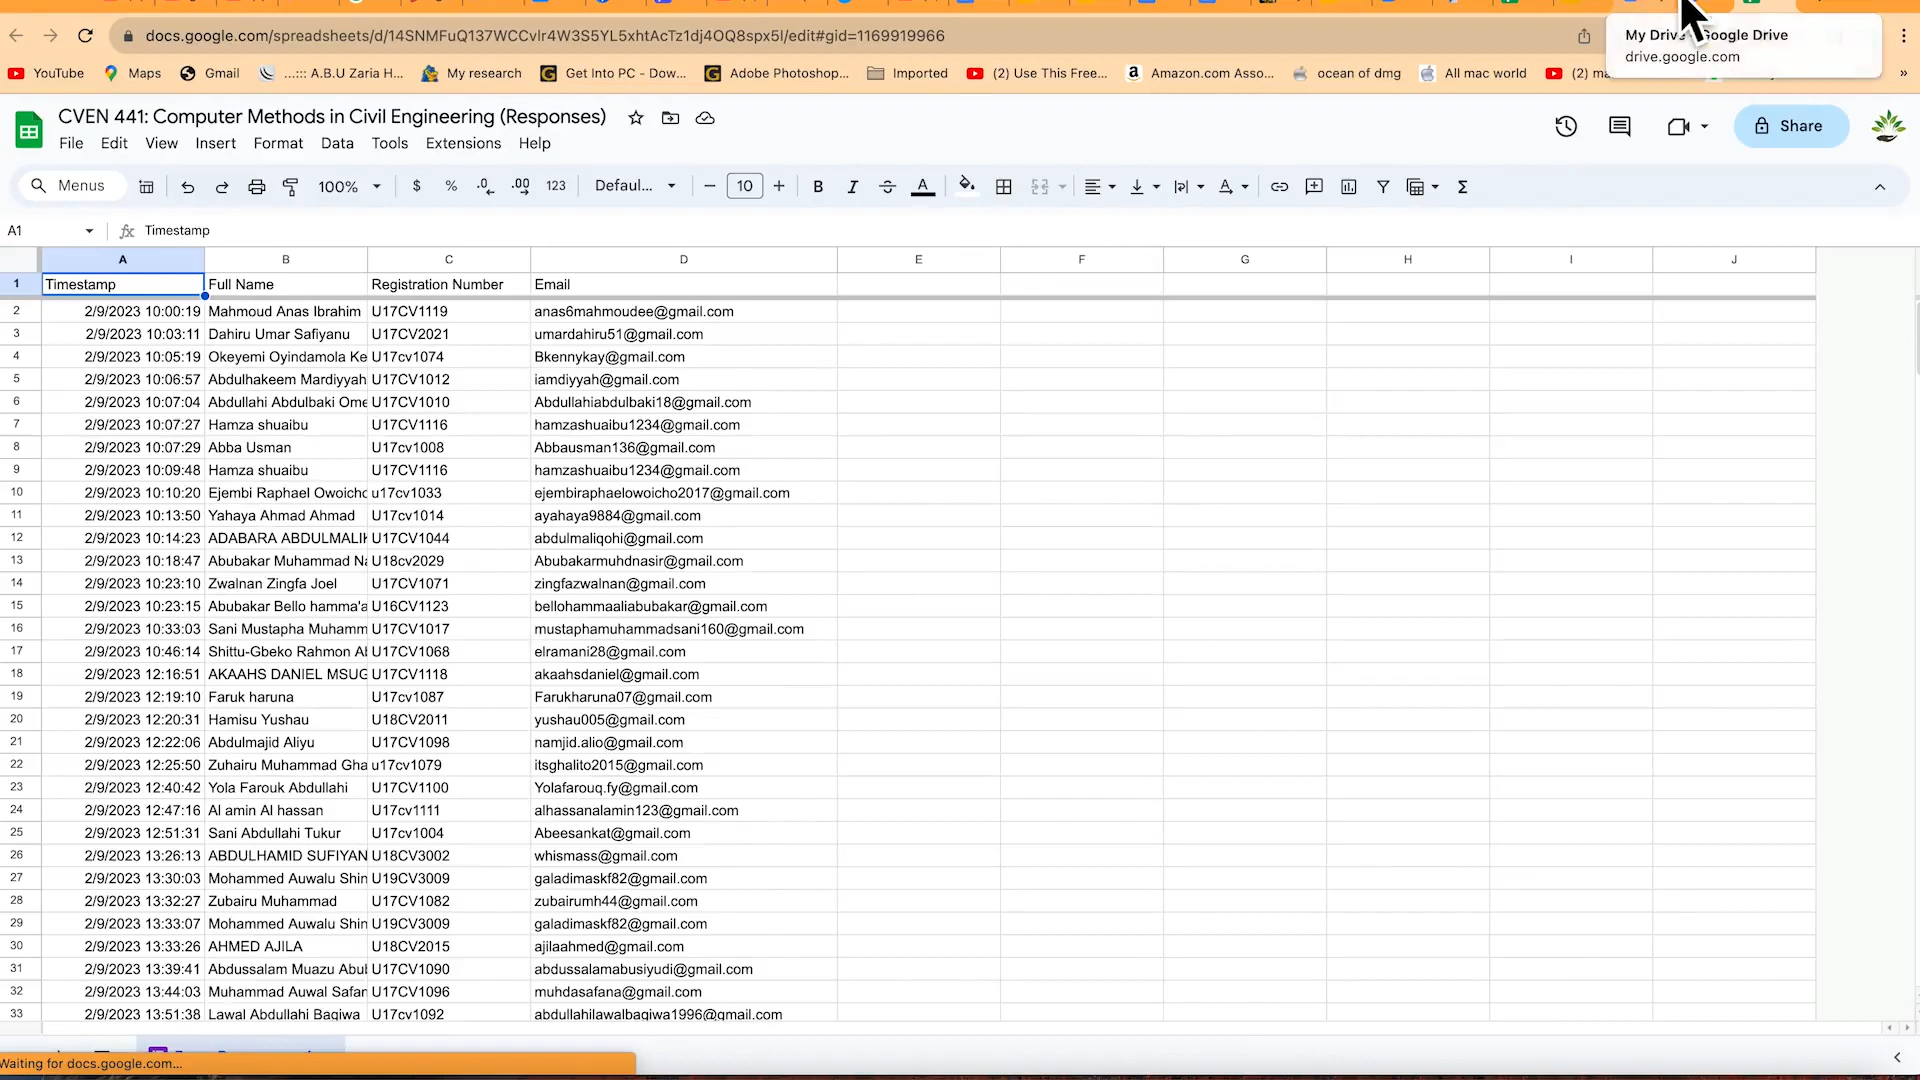 docs.google.com/spreadsheets/d/14SNMFuQ137WCCvlr4W3S5YL5xhtAcTz1dj4OQ8spx5I/edit#gid=1169919966
My Drive - Google Drive
drive.google.com
YouTube Maps Gmail ...::: A.B.U Zaria H... My research Get Into PC - Dow... Adobe Photoshop... Imported (2) Use This Free... Amazon.com Asso... ocean of dmg All mac world (2) ma
CVEN 441: Computer Methods in Civil Engineering (Responses)
File Edit View Insert Format Data Tools Extensions Help
Share
Menus 100% $ % .0 .00 123 Defaul... 10 B I A
A1 fx Timestamp
A B C D E F G H I J
1 Timestamp Full Name Registration Number Email
2 2/9/2023 10:00:19 Mahmoud Anas Ibrahim U17CV1119 anas6mahmoudee@gmail.com
3 2/9/2023 10:03:11 Dahiru Umar Safiyanu U17CV2021 umardahiru51@gmail.com
4 2/9/2023 10:05:19 Okeyemi Oyindamola Ke U17cv1074 Bkennykay@gmail.com
5 2/9/2023 10:06:57 Abdulhakeem Mardiyyah U17CV1012 iamdiyyah@gmail.com
6 2/9/2023 10:07:04 Abdullahi Abdulbaki Ome U17CV1010 Abdullahiabdulbaki18@gmail.com
7 2/9/2023 10:07:27 Hamza shuaibu U17CV1116 hamzashuaibu1234@gmail.com
8 2/9/2023 10:07:29 Abba Usman U17cv1008 Abbausman136@gmail.com
9 2/9/2023 10:09:48 Hamza shuaibu U17CV1116 hamzashuaibu1234@gmail.com
10 2/9/2023 10:10:20 Ejembi Raphael Owoicho u17cv1033 ejembiraphaelowoicho2017@gmail.com
11 2/9/2023 10:13:50 Yahaya Ahmad Ahmad U17cv1014 ayahaya9884@gmail.com
12 2/9/2023 10:14:23 ADABARA ABDULMALIK U17CV1044 abdulmaliqohi@gmail.com
13 2/9/2023 10:18:47 Abubakar Muhammad Na U18cv2029 Abubakarmuhdnasir@gmail.com
14 2/9/2023 10:23:10 Zwalnan Zingfa Joel U17CV1071 zingfazwalnan@gmail.com
15 2/9/2023 10:23:15 Abubakar Bello hamma'a U16CV1123 bellohammaaliabubakar@gmail.com
16 2/9/2023 10:33:03 Sani Mustapha Muhamm U17CV1017 mustaphamuhammadsani160@gmail.com
17 2/9/2023 10:46:14 Shittu-Gbeko Rahmon Al U17CV1068 elramani28@gmail.com
18 2/9/2023 12:16:51 AKAAHS DANIEL MSUG U17CV1118 akaahsdaniel@gmail.com
19 2/9/2023 12:19:10 Faruk haruna U17cv1087 Farukharuna07@gmail.com
20 2/9/2023 12:20:31 Hamisu Yushau U18CV2011 yushau005@gmail.com
21 2/9/2023 12:22:06 Abdulmajid Aliyu U17CV1098 namjid.alio@gmail.com
22 2/9/2023 12:25:50 Zuhairu Muhammad Gha u17cv1079 itsghalito2015@gmail.com
23 2/9/2023 12:40:42 Yola Farouk Abdullahi U17CV1100 Yolafarouq.fy@gmail.com
24 2/9/2023 12:47:16 Al amin Al hassan U17cv1111 alhassanalamin123@gmail.com
25 2/9/2023 12:51:31 Sani Abdullahi Tukur U17cv1004 Abeesankat@gmail.com
26 2/9/2023 13:26:13 ABDULHAMID SUFIYAN U18CV3002 whismass@gmail.com
27 2/9/2023 13:30:03 Mohammed Auwalu Shin U19CV3009 galadimaskf82@gmail.com
28 2/9/2023 13:32:27 Zubairu Muhammad U17CV1082 zubairumh44@gmail.com
29 2/9/2023 13:33:07 Mohammed Auwalu Shin U19CV3009 galadimaskf82@gmail.com
30 2/9/2023 13:33:26 AHMED AJILA U18CV2015 ajilaahmed@gmail.com
31 2/9/2023 13:39:41 Abdussalam Muazu Abul U17CV1090 abdussalamabusiyudi@gmail.com
32 2/9/2023 13:44:03 Muhammad Auwal Safan U17CV1096 muhdasafana@gmail.com
33 2/9/2023 13:51:38 Lawal Abdullahi Bagiwa U17cv1092 abdullahilawalbagiwa1996@gmail.com
Waiting for docs.google.com...